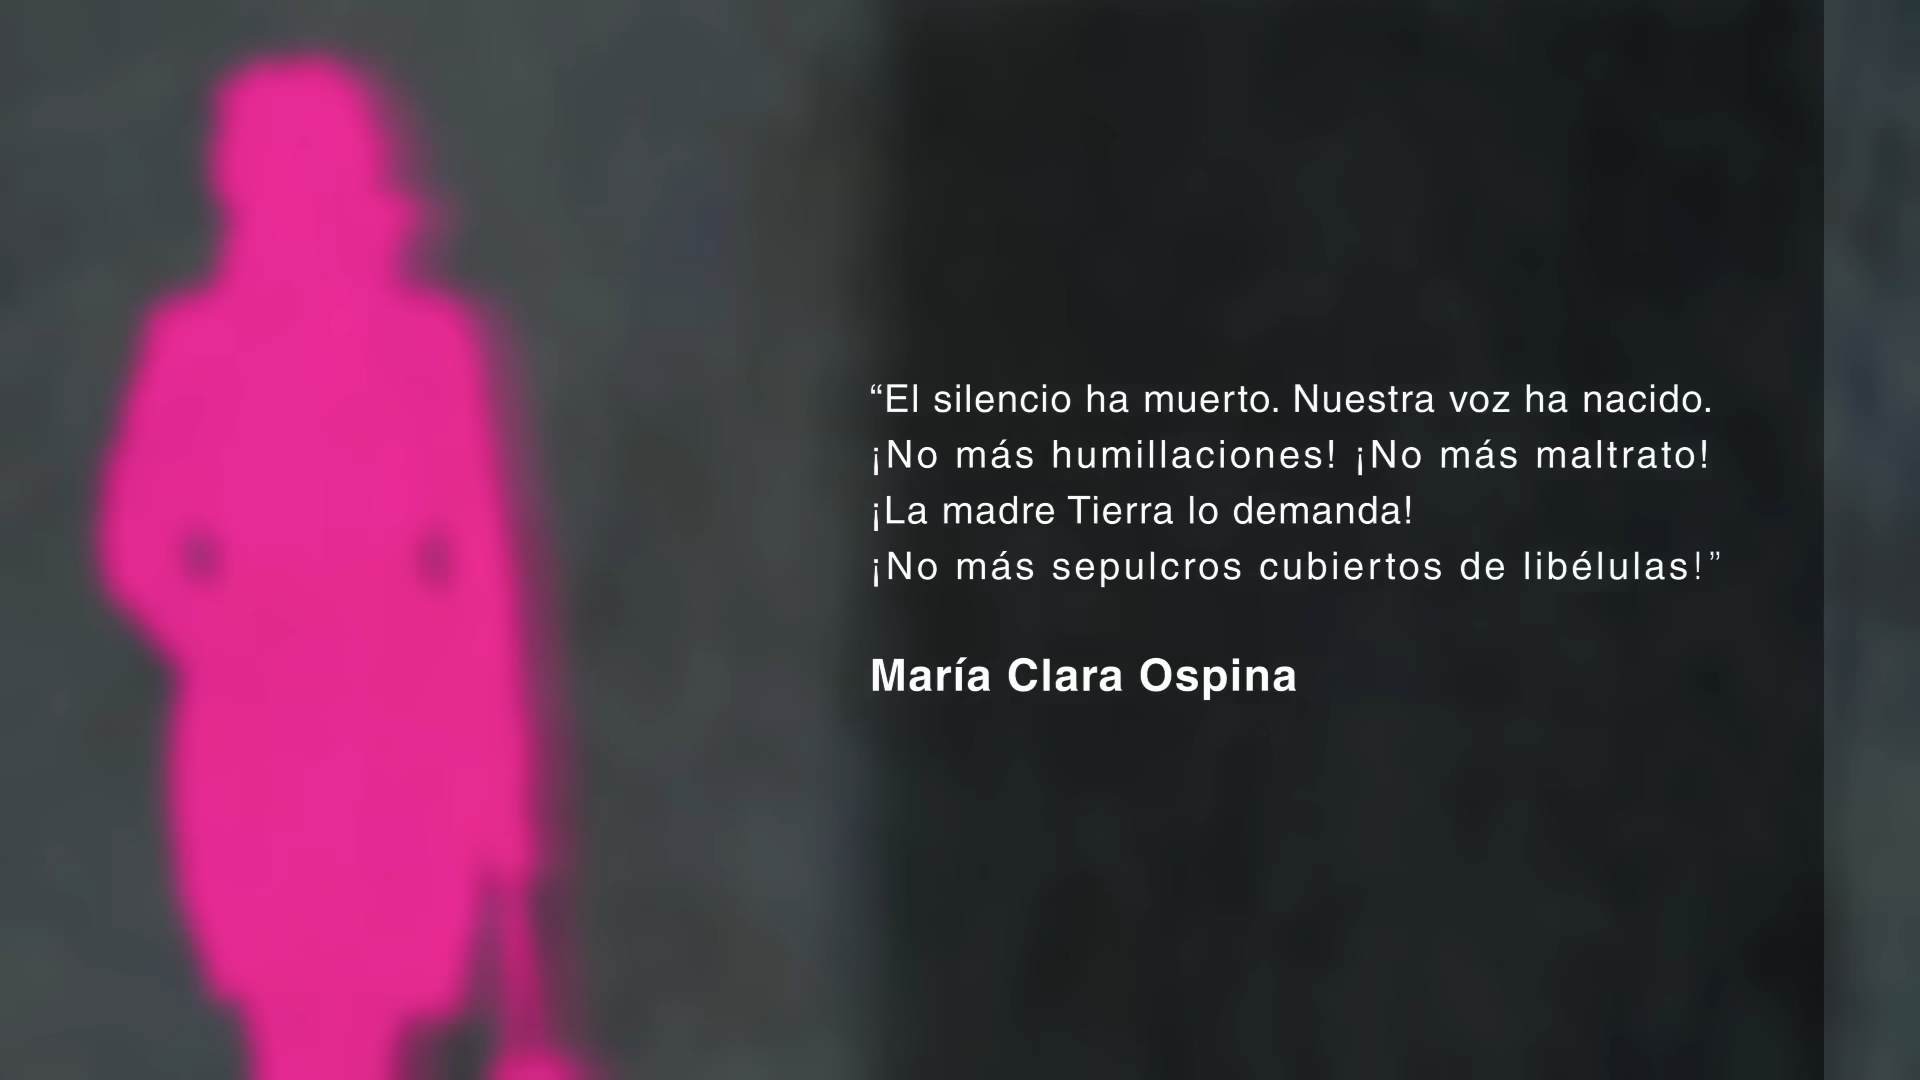 “El silencio ha muerto. Nuestra voz ha nacido.
¡No más humillaciones! ¡No más maltrato!
¡La madre Tierra lo demanda!
¡No más sepulcros cubiertos de libélulas!”
María Clara Ospina